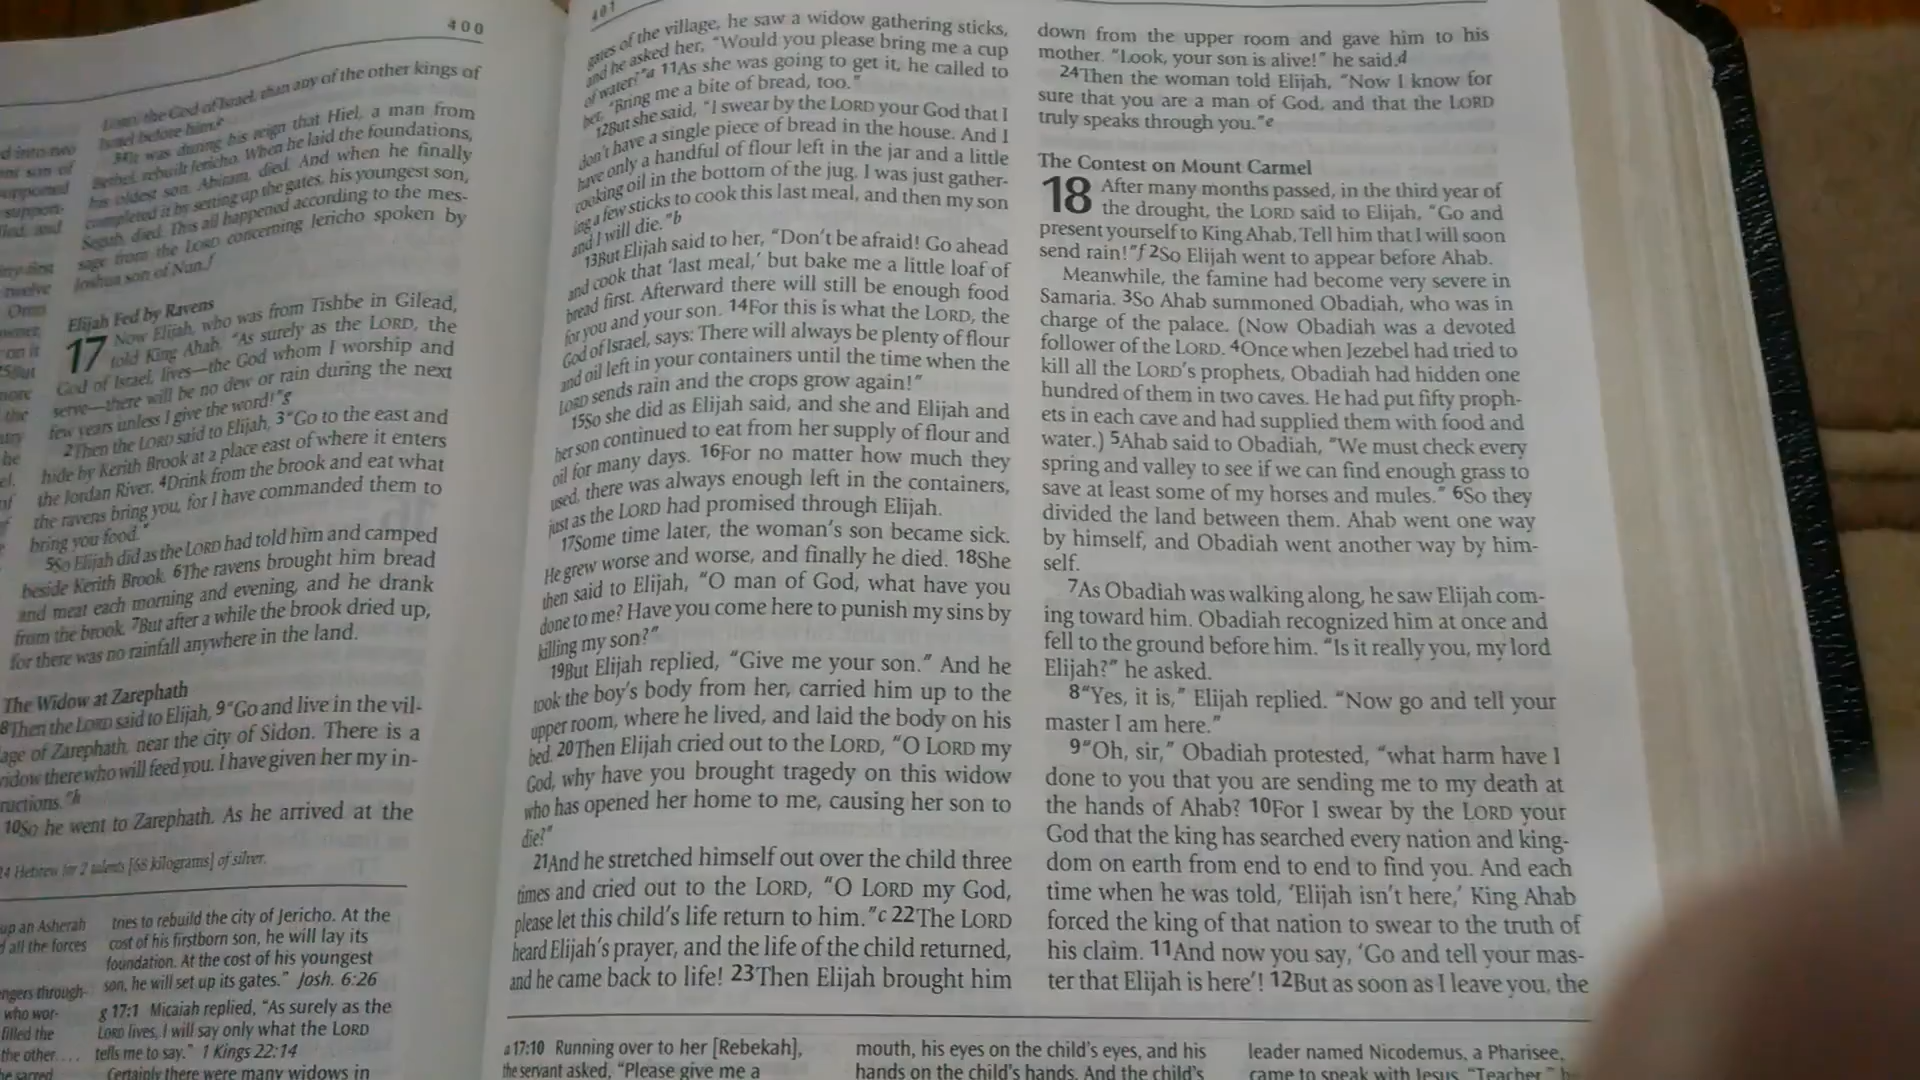 400
LORD, the God of Israel, than any of the other kings of
Israel before him.e
34It was during his reign that Hiel, a man from
Bethel, rebuilt Jericho. When he laid the foundations,
his oldest son, Abiram, died. And when he finally
completed it by setting up the gates, his youngest son,
Segub, died. This all happened according to the mes-
sage from the LORD concerning Jericho spoken by
Joshua son of Nun.f
Elijah Fed by Ravens
17 Now Elijah, who was from Tishbe in Gilead,
told King Ahab, “As surely as the LORD, the
God of Israel, lives—the God whom I worship and
serve—there will be no dew or rain during the next
few years unless I give the word!”g
2Then the LORD said to Elijah, 3“Go to the east and
hide by Kerith Brook at a place east of where it enters
the Jordan River. 4Drink from the brook and eat what
the ravens bring you, for I have commanded them to
bring you food.”
5So Elijah did as the LORD had told him and camped
beside Kerith Brook. 6The ravens brought him bread
and meat each morning and evening, and he drank
from the brook. 7But after a while the brook dried up,
for there was no rainfall anywhere in the land.
The Widow at Zarephath
8Then the LORD said to Elijah, 9“Go and live in the vil-
lage of Zarephath, near the city of Sidon. There is a
widow there who will feed you. I have given her my in-
ructions.”h
10So he went to Zarephath. As he arrived at the
24 Hebrew for 2 talents [68 kilograms] of silver.
up an Asherah
all the forces
ngers through-
who wor-
filled the
the other . . . .
he sacred
tries to rebuild the city of Jericho. At the
cost of his firstborn son, he will lay its
foundation. At the cost of his youngest
son, he will set up its gates.” Josh. 6:26
g 17:1 Micaiah replied, “As surely as the
LORD lives, I will say only what the LORD
tells me to say.” 1 Kings 22:14
Certainly there were many widows in
401
gates of the village, he saw a widow gathering sticks,
and he asked her, “Would you please bring me a cup
of water?”a 11As she was going to get it, he called to
her, “Bring me a bite of bread, too.”
12But she said, “I swear by the LORD your God that I
don't have a single piece of bread in the house. And I
have only a handful of flour left in the jar and a little
cooking oil in the bottom of the jug. I was just gather-
ing a few sticks to cook this last meal, and then my son
and I will die.”b
13But Elijah said to her, “Don't be afraid! Go ahead
and cook that ‘last meal,’ but bake me a little loaf of
bread first. Afterward there will still be enough food
for you and your son. 14For this is what the LORD, the
God of Israel, says: There will always be plenty of flour
and oil left in your containers until the time when the
LORD sends rain and the crops grow again!”
15So she did as Elijah said, and she and Elijah and
her son continued to eat from her supply of flour and
oil for many days. 16For no matter how much they
used, there was always enough left in the containers,
just as the LORD had promised through Elijah.
17Some time later, the woman's son became sick.
He grew worse and worse, and finally he died. 18She
then said to Elijah, “O man of God, what have you
done to me? Have you come here to punish my sins by
killing my son?”
19But Elijah replied, “Give me your son.” And he
took the boy's body from her, carried him up to the
upper room, where he lived, and laid the body on his
bed. 20Then Elijah cried out to the LORD, “O LORD my
God, why have you brought tragedy on this widow
who has opened her home to me, causing her son to
die?”
21And he stretched himself out over the child three
times and cried out to the LORD, “O LORD my God,
please let this child's life return to him.”c 22The LORD
heard Elijah's prayer, and the life of the child returned,
and he came back to life! 23Then Elijah brought him
down from the upper room and gave him to his
mother. “Look, your son is alive!” he said.d
24Then the woman told Elijah, “Now I know for
sure that you are a man of God, and that the LORD
truly speaks through you.”e
The Contest on Mount Carmel
18 After many months passed, in the third year of
the drought, the LORD said to Elijah, “Go and
present yourself to King Ahab. Tell him that I will soon
send rain!”f 2So Elijah went to appear before Ahab.
Meanwhile, the famine had become very severe in
Samaria. 3So Ahab summoned Obadiah, who was in
charge of the palace. (Now Obadiah was a devoted
follower of the LORD. 4Once when Jezebel had tried to
kill all the LORD's prophets, Obadiah had hidden one
hundred of them in two caves. He had put fifty proph-
ets in each cave and had supplied them with food and
water.) 5Ahab said to Obadiah, “We must check every
spring and valley to see if we can find enough grass to
save at least some of my horses and mules.” 6So they
divided the land between them. Ahab went one way
by himself, and Obadiah went another way by him-
self.
7As Obadiah was walking along, he saw Elijah com-
ing toward him. Obadiah recognized him at once and
fell to the ground before him. “Is it really you, my lord
Elijah?” he asked.
8“Yes, it is,” Elijah replied. “Now go and tell your
master I am here.”
9“Oh, sir,” Obadiah protested, “what harm have I
done to you that you are sending me to my death at
the hands of Ahab? 10For I swear by the LORD your
God that the king has searched every nation and king-
dom on earth from end to end to find you. And each
time when he was told, ‘Elijah isn't here,’ King Ahab
forced the king of that nation to swear to the truth of
his claim. 11And now you say, ‘Go and tell your mas-
ter that Elijah is here’! 12But as soon as I leave you, the
a 17:10 Running over to her [Rebekah],
the servant asked, “Please give me a
mouth, his eyes on the child's eyes, and his
hands on the child's hands. And the child's
leader named Nicodemus, a Pharisee,
came to speak with Jesus. “Teacher,” h